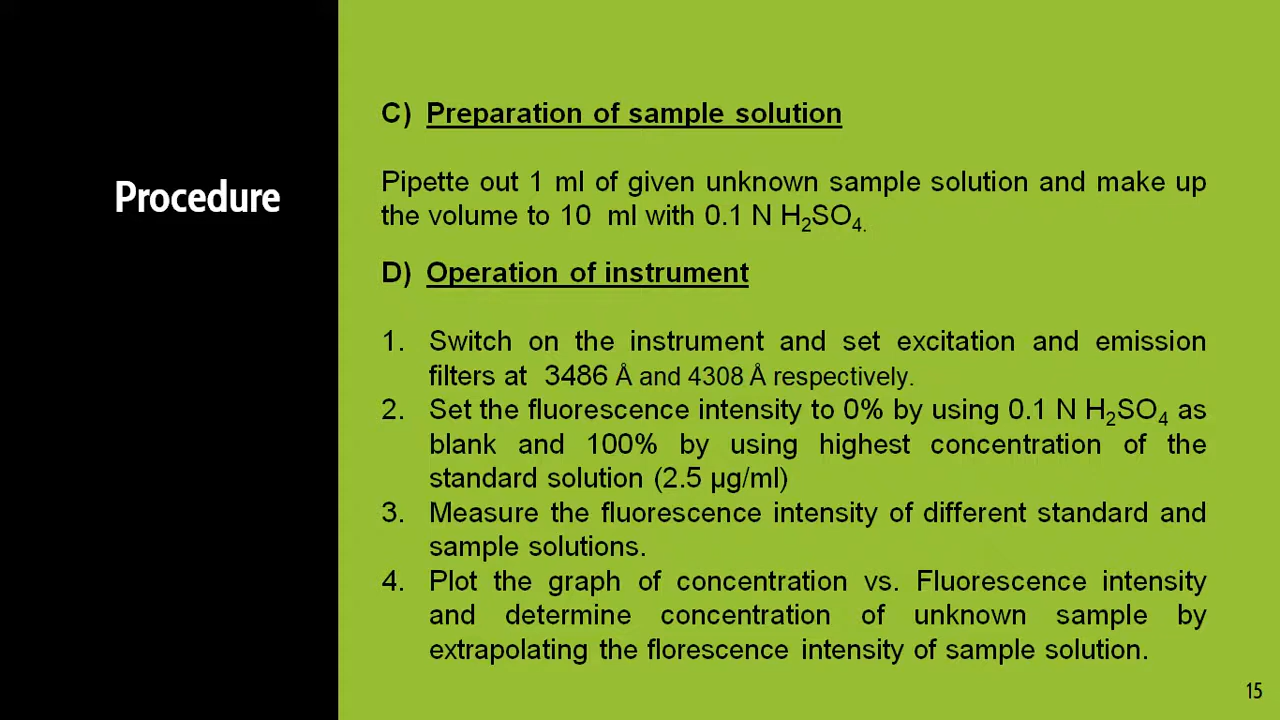 Procedure
C) Preparation of sample solution
Pipette out 1 ml of given unknown sample solution and make up
the volume to 10 ml with 0.1 N H₂SO₄.
D) Operation of instrument
1. Switch on the instrument and set excitation and emission
filters at 3486 Å and 4308 Å respectively.
2. Set the fluorescence intensity to 0% by using 0.1 N H₂SO₄ as
blank and 100% by using highest concentration of the
standard solution (2.5 µg/ml)
3. Measure the fluorescence intensity of different standard and
sample solutions.
4. Plot the graph of concentration vs. Fluorescence intensity
and determine concentration of unknown sample by
extrapolating the florescence intensity of sample solution.
15